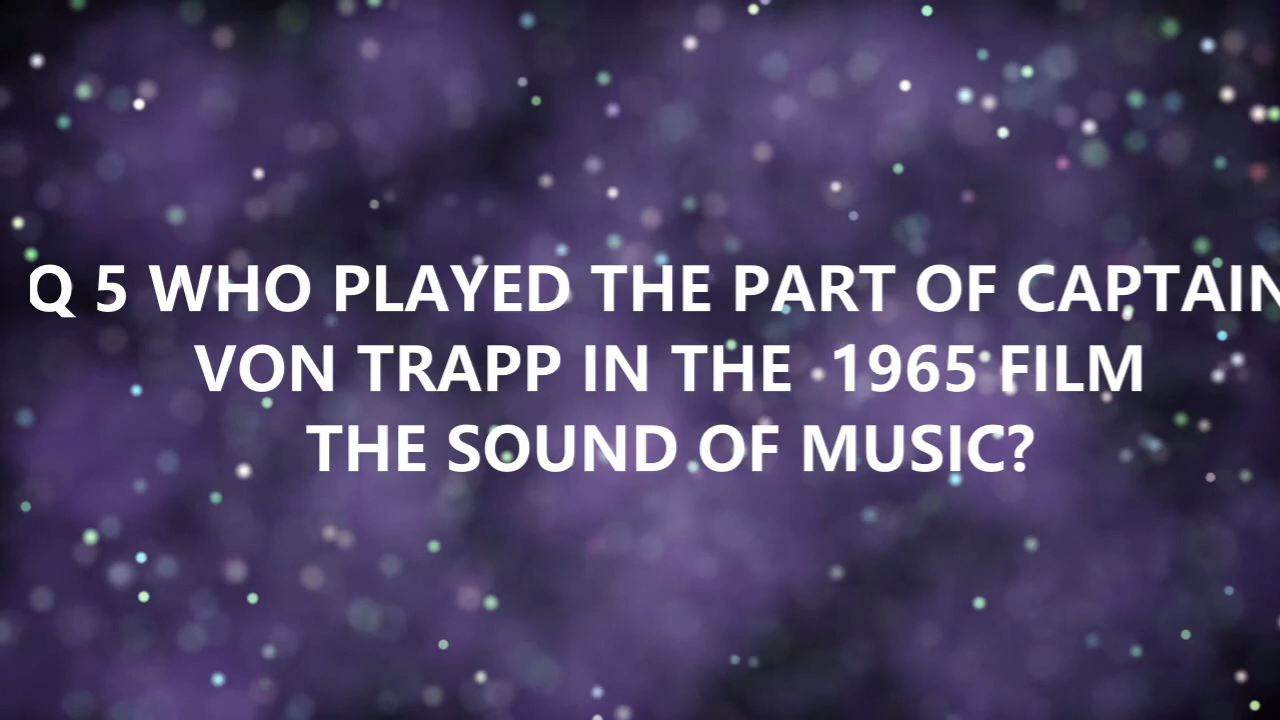 Q 5 WHO PLAYED THE PART OF CAPTAIN
VON TRAPP IN THE 1965 FILM
THE SOUND OF MUSIC?